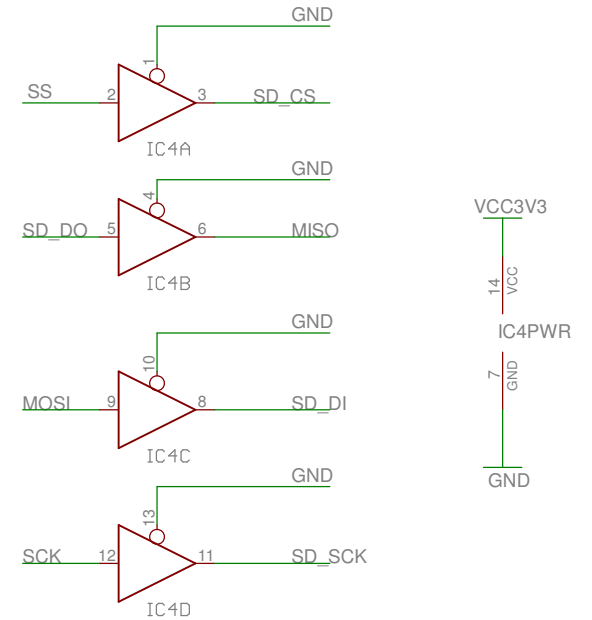 GND
1
SS
2
3
SD_CS
IC4A
GND
4
SD_DO
5
6
MISO
IC4B
GND
10
MOSI
9
8
SD_DI
IC4C
GND
13
SCK
12
11
SD_SCK
IC4D
VCC3V3
14
VCC
IC4PWR
7
GND
GND